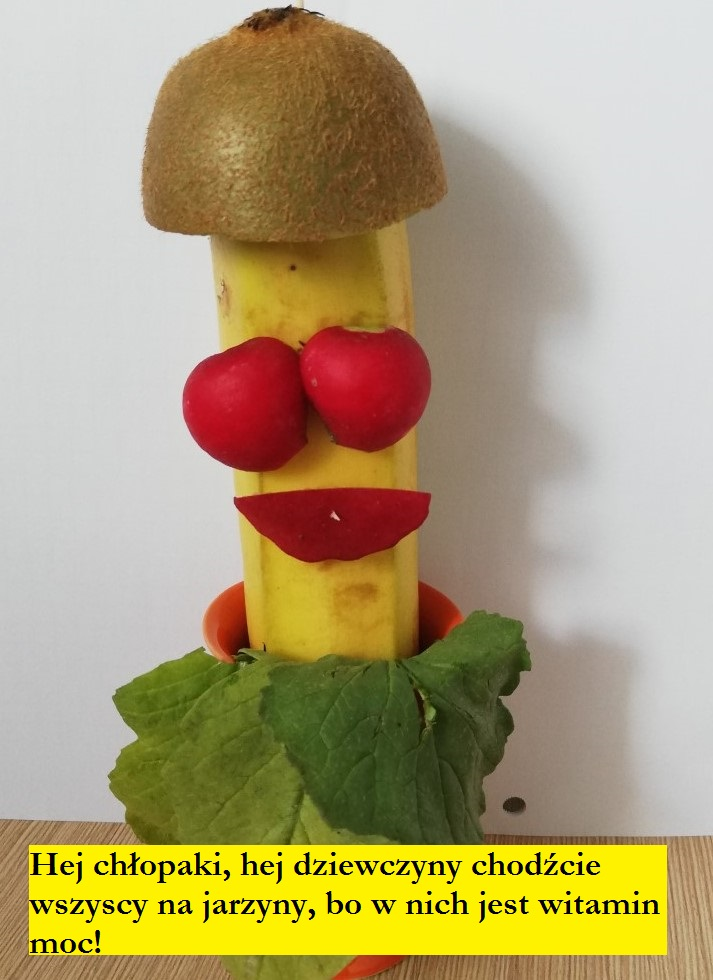 Hej chłopaki, hej dziewczyny chodźcie
wszyscy na jarzyny, bo w nich jest witamin
moc!